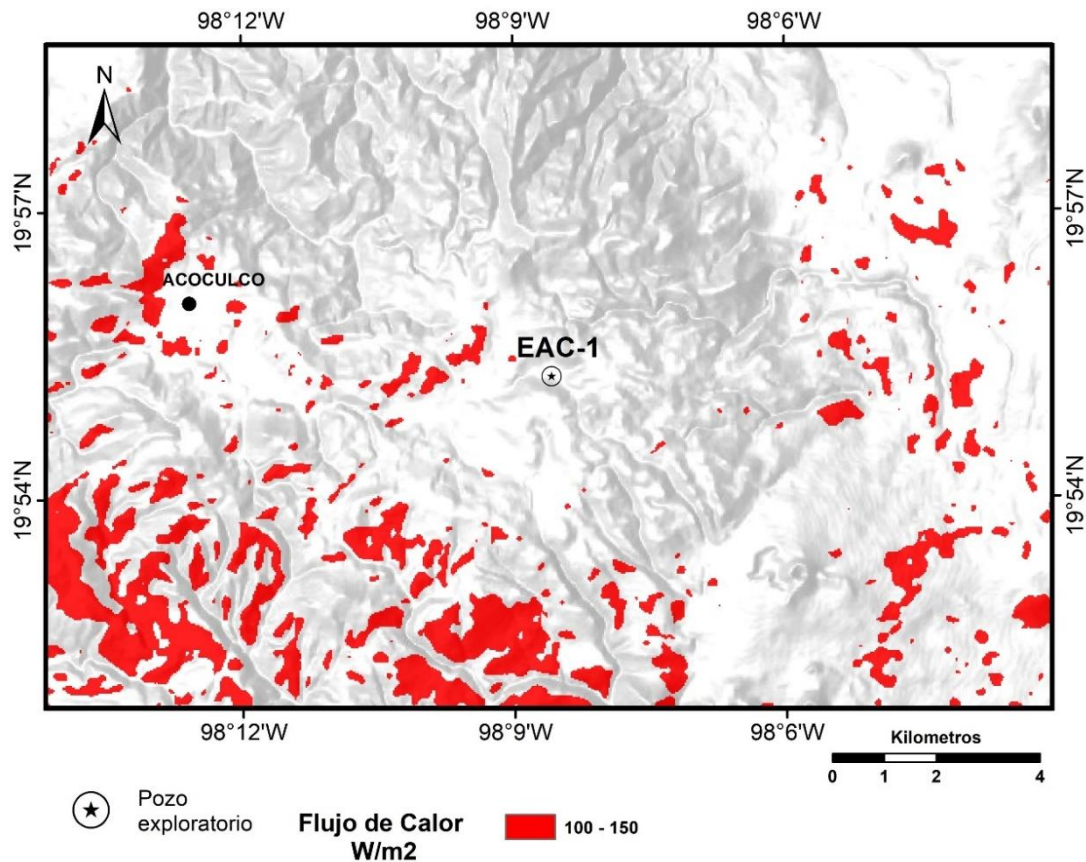 98°12'W 98°9'W 98°6'W
N
19°57'N 19°57'N
ACOCULCO
EAC-1
19°54'N 19°54'N
98°12'W 98°9'W 98°6'W
Kilometros
0 1 2 4
Pozo
exploratorio
Flujo de Calor
W/m2
100 - 150